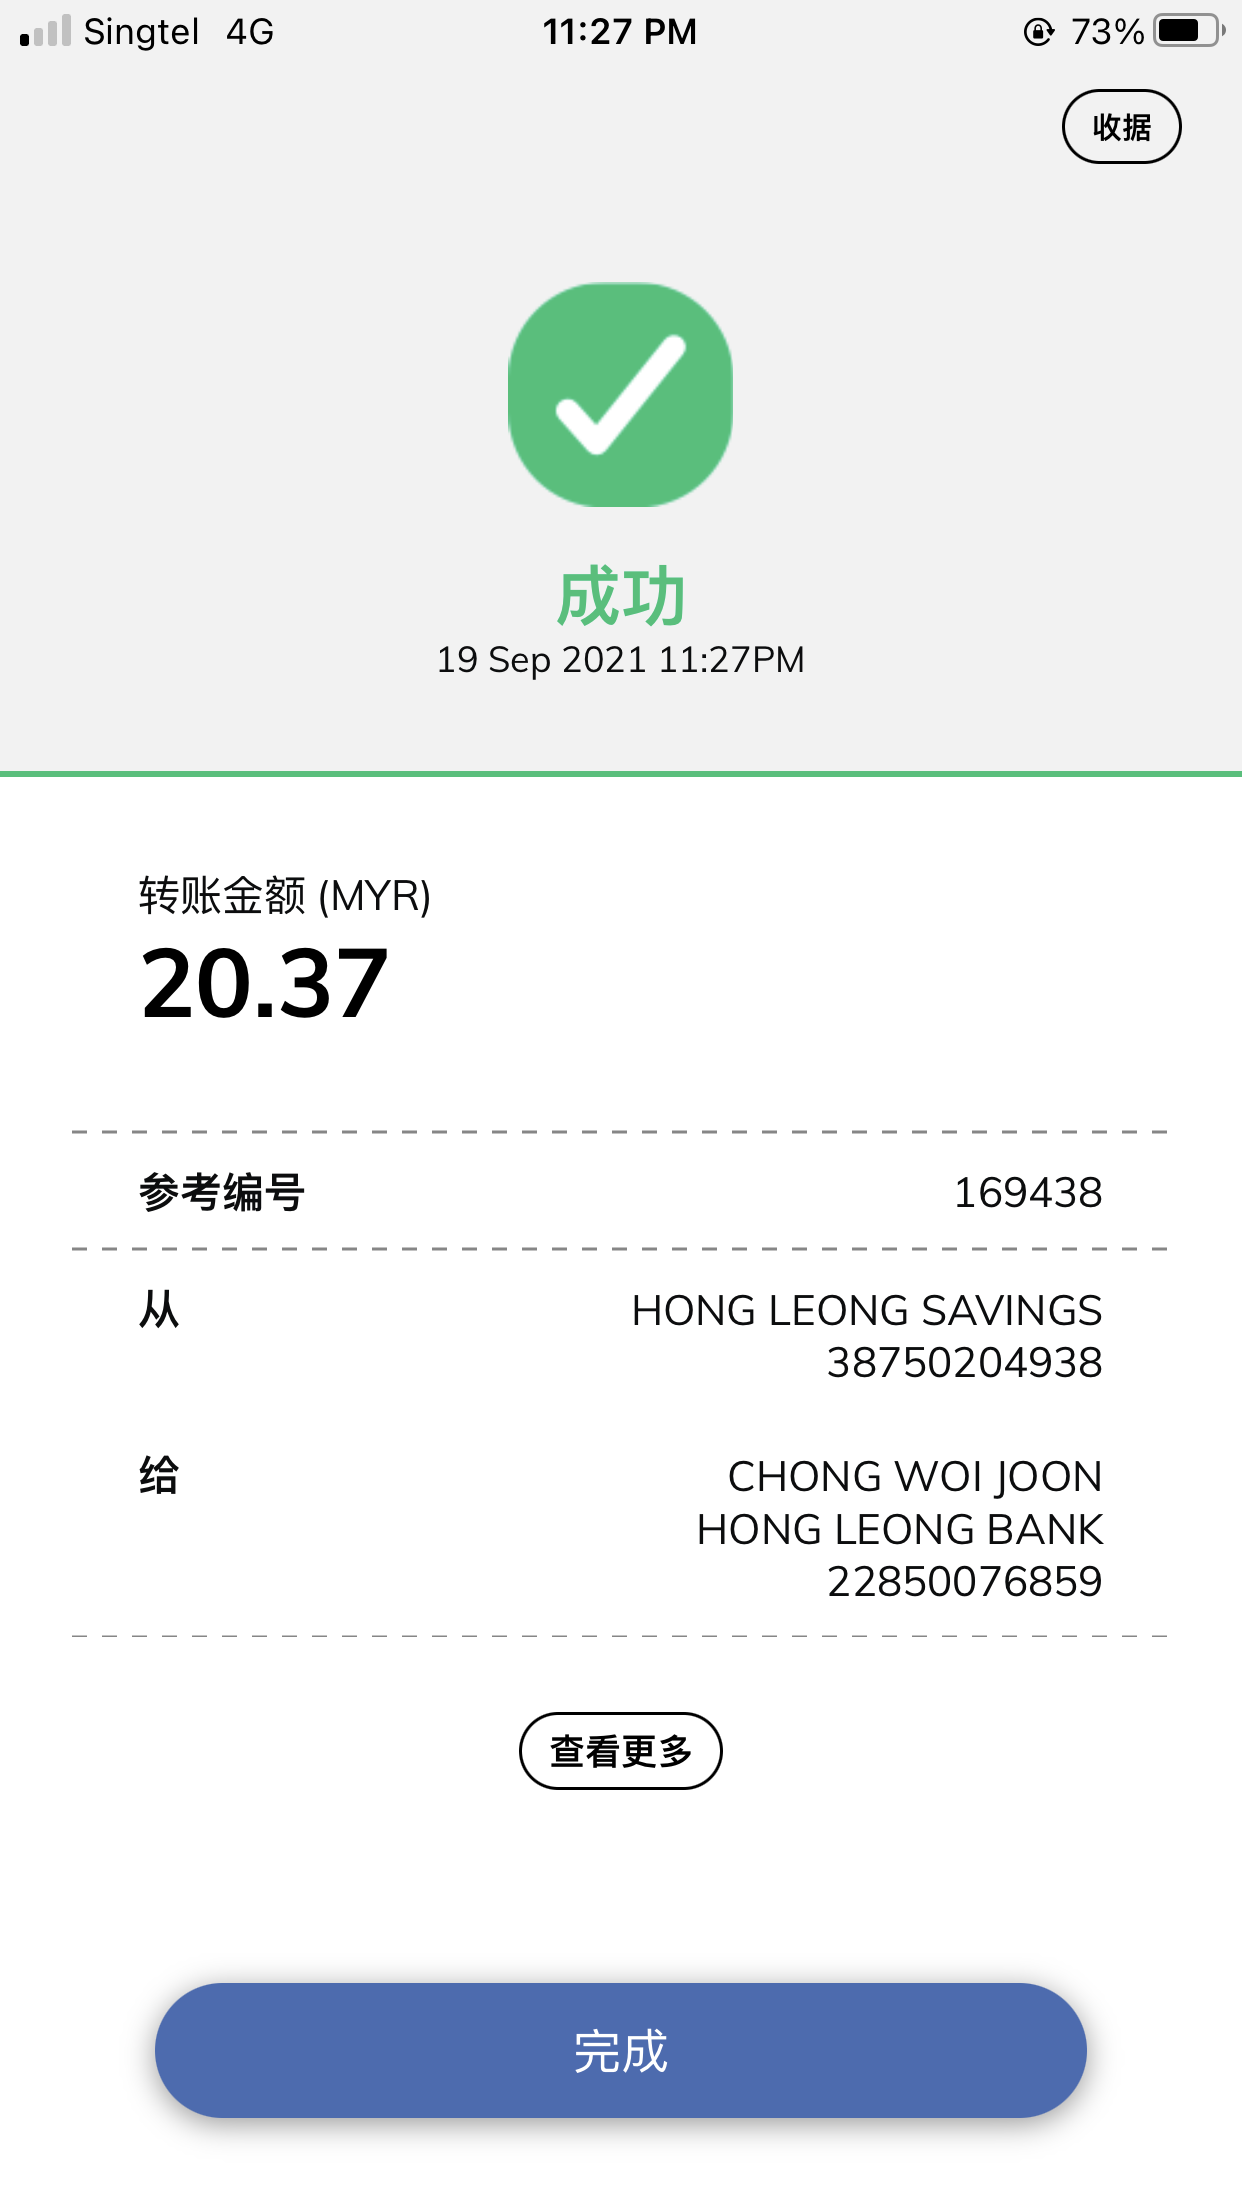 Singtel 4G 11:27 PM 73%
收据
成功
19 Sep 2021 11:27PM
转账金额 (MYR)
20.37
参考编号 169438
从 HONG LEONG SAVINGS
38750204938
给 CHONG WOI JOON
HONG LEONG BANK
22850076859
查看更多
完成